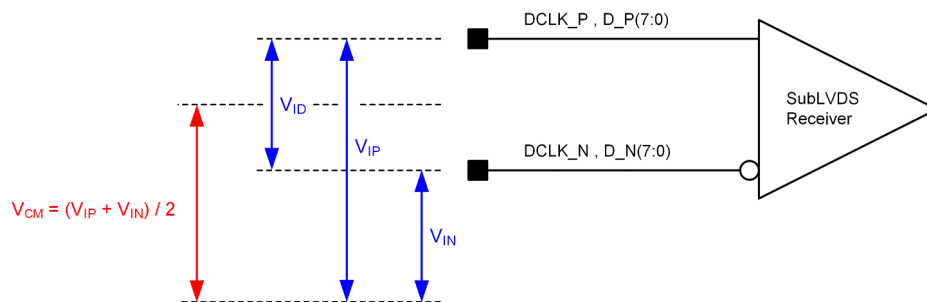 DCLK_P , D_P(7:0)
SubLVDS
Receiver
VID
VIP
DCLK_N , D_N(7:0)
VCM = (VIP + VIN) / 2
VIN